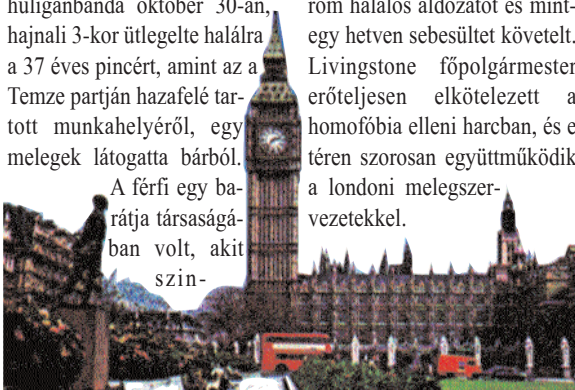 huligánbanda október 30-án,
hajnali 3-kor ütlegelte halálra
a 37 éves pincért, amint az a
Temze partján hazafelé tar-
tott munkahelyéről, egy
melegek látogatta bárból.
A férfi egy ba-
rátja társaságá-
ban volt, akit
szin-
rom halálos áldozatot és mint-
egy hetven sebesültet követelt.
Livingstone főpolgármester
erőteljesen elkötelezett a
homofóbia elleni harcban, és e
téren szorosan együttműködik
a londoni melegszer-
vezetekkel.